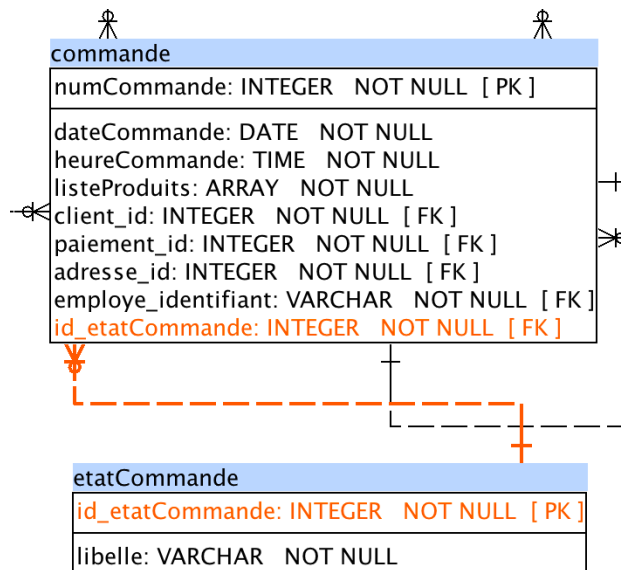 commande
numCommande: INTEGER NOT NULL [ PK ]
dateCommande: DATE NOT NULL
heureCommande: TIME NOT NULL
listeProduits: ARRAY NOT NULL
client_id: INTEGER NOT NULL [ FK ]
paiement_id: INTEGER NOT NULL [ FK ]
adresse_id: INTEGER NOT NULL [ FK ]
employe_identifiant: VARCHAR NOT NULL [ FK ]
id_etatCommande: INTEGER NOT NULL [ FK ]
etatCommande
id_etatCommande: INTEGER NOT NULL [ PK ]
libelle: VARCHAR NOT NULL